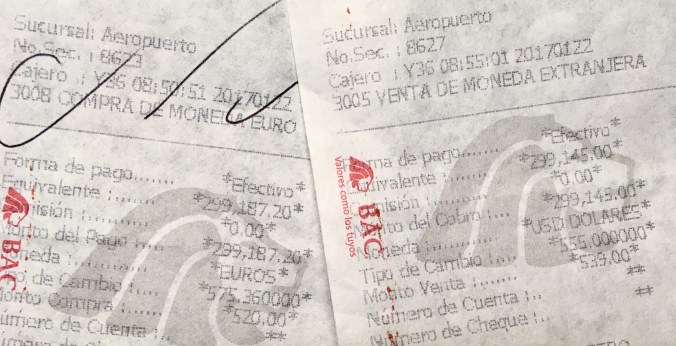 Sucursal: Aeropuerto
No.Sec. : 8623
Cajero : Y36 08:50:51 20170122
3008 COMPRA DE MONEDA EURO
Forma de pago....... *Efectivo*
Equivalente :....... *299,187.20*
Comisión :....... *0.00*
Monto del Pago :....... *299,187.20*
Moneda :....... *EUROS*
Tipo de Cambio :....... *575.360000*
Monto Compra :....... *520.00*
Número de Cuenta :.. **
BAC
Sucursal: Aeropuerto
No.Sec. : 8627
Cajero : Y36 08:55:01 20170122
3005 VENTA DE MONEDA EXTRANJERA
Forma de pago....... *Efectivo*
Equivalente :....... *299,145.00*
Comisión :....... *0.00*
Monto del Cobro :.. *299,145.00*
Moneda :....... *USD DOLARES*
Tipo de Cambio :....... *555.000000*
Monto Venta :....... *539.00*
Número de Cuenta :.. **
Número de Cheque :.. **
BAC
Valores como los tuyos